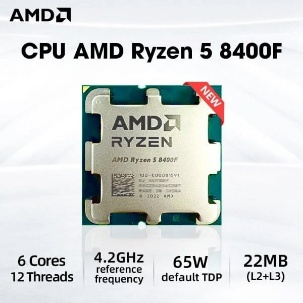 AMD
CPU AMD Ryzen 5 8400F
NEW
AMD
RYZEN
AMD Ryzen 5 8400F
6 Cores
12 Threads
4.2GHz
reference
frequency
65W
default TDP
22MB
(L2+L3)